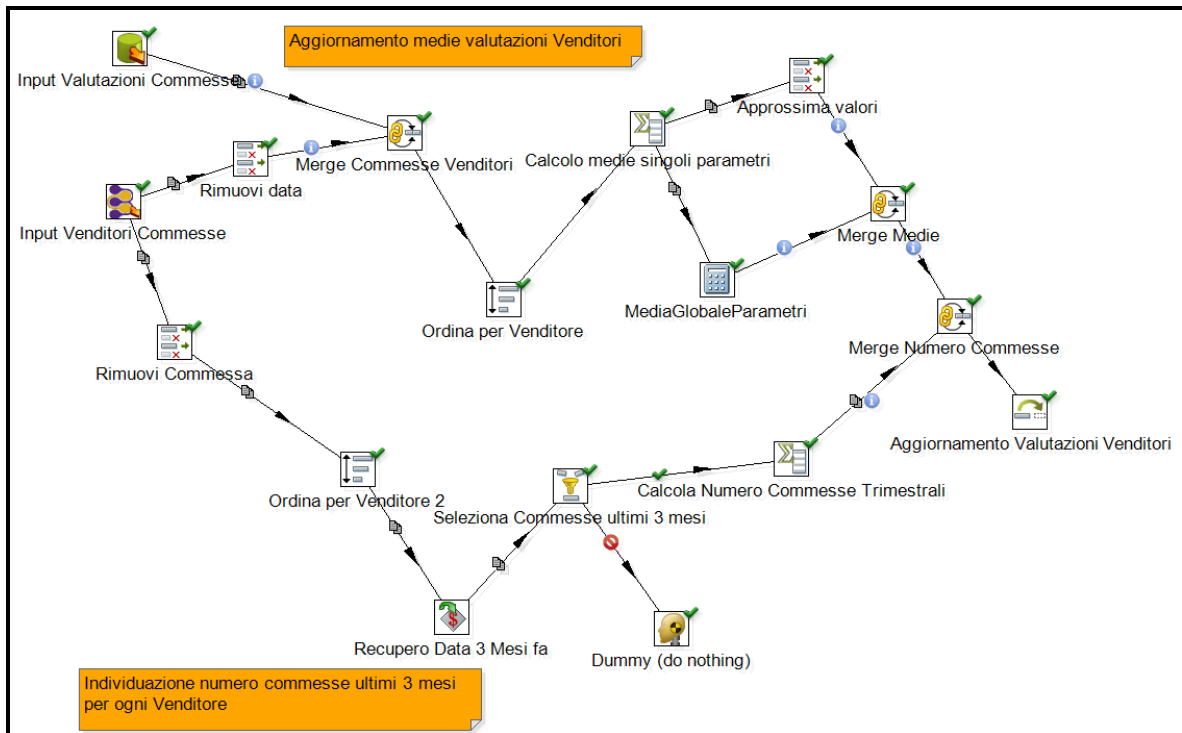 Aggiornamento medie valutazioni Venditori
Input Valutazioni Commesse
Approssima valori
Merge Commesse Venditori
Calcolo medie singoli parametri
Rimuovi data
Input Venditori Commesse
Merge Medie
MediaGlobaleParametri
Ordina per Venditore
Merge Numero Commesse
Rimuovi Commessa
Aggiornamento Valutazioni Venditori
Ordina per Venditore 2
Calcola Numero Commesse Trimestrali
Seleziona Commesse ultimi 3 mesi
Recupero Data 3 Mesi fa
Dummy (do nothing)
Individuazione numero commesse ultimi 3 mesi
per ogni Venditore